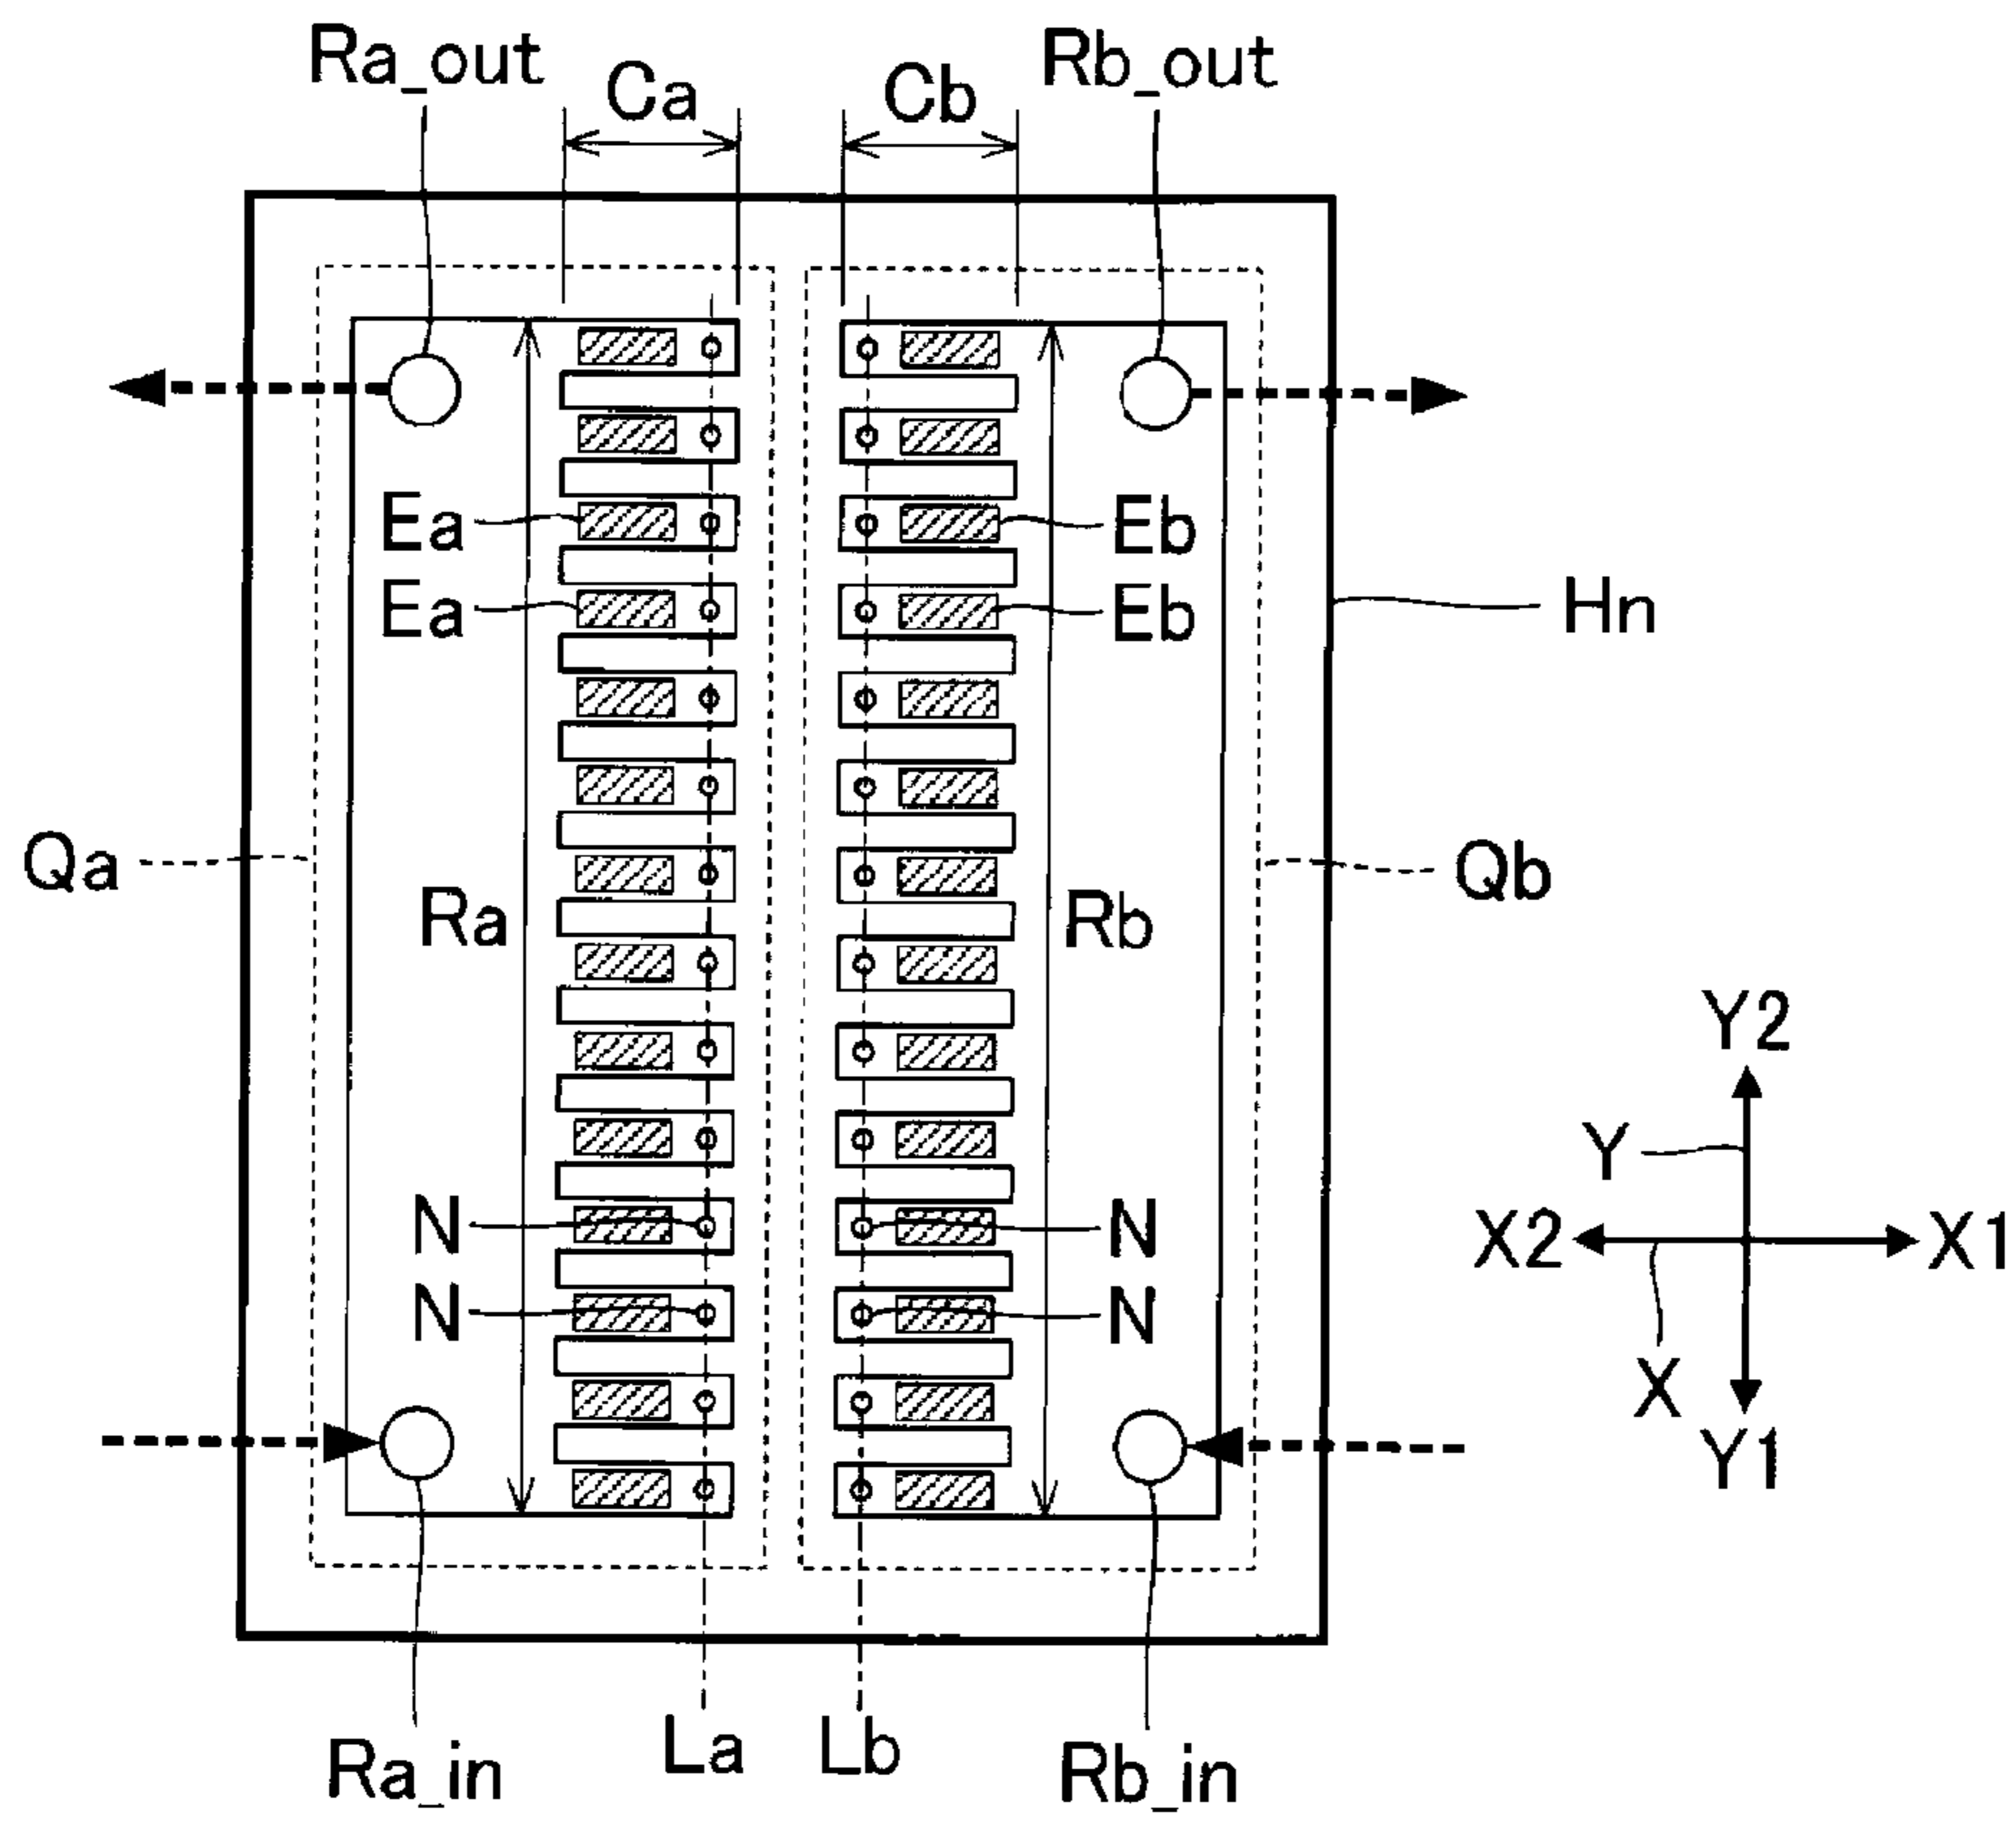 Ra_out
Ca
Cb
Rb_out
Ea
Eb
Ea
Eb
Hn
Qa
Qb
Ra
Rb
Y2
Y
N
N
X2
X1
N
N
X
Y1
Ra_in
La
Lb
Rb_in